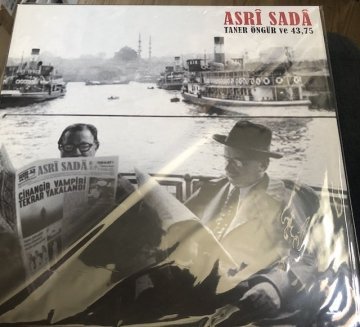 ASRÎ SADÂ
TANER ÖNGÜR ve 43,75
ASRÎ SADÂ
CİHANGİR VAMPİRİ
TEKRAR YAKALANDI